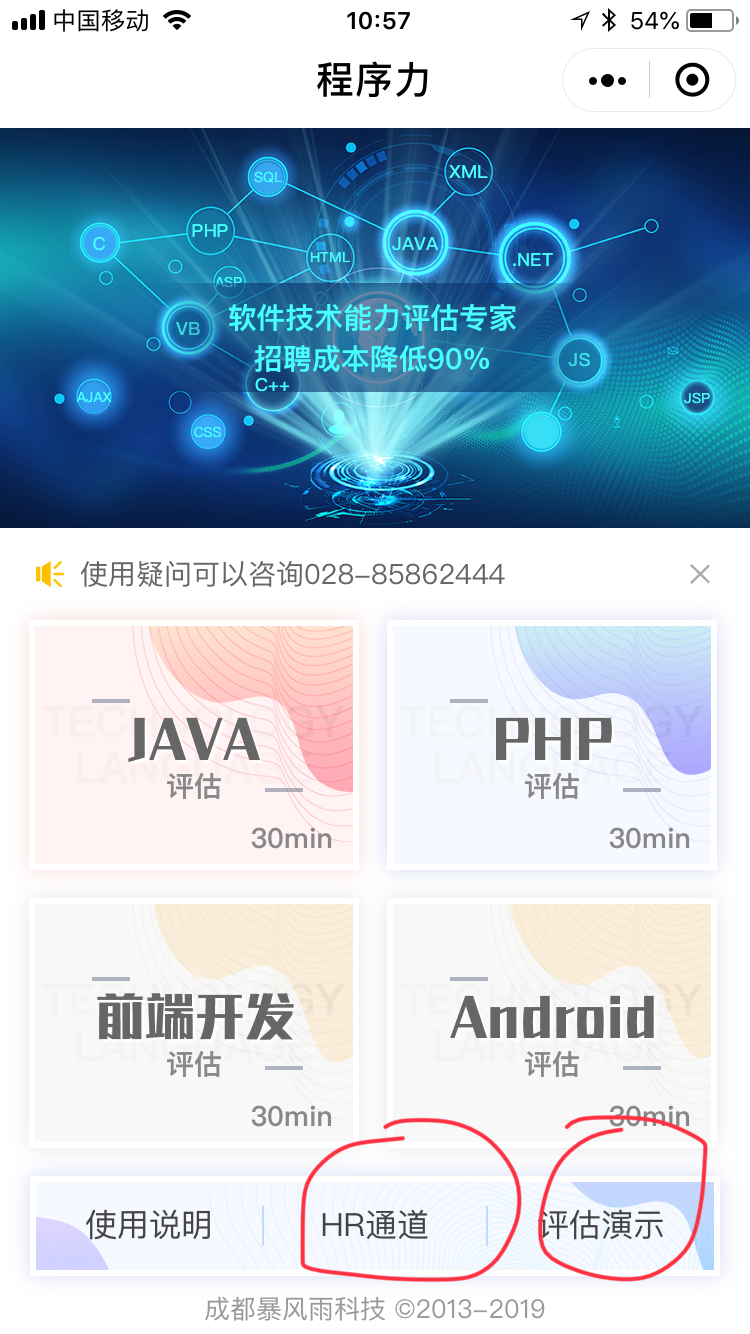 中国移动 10:57 54%
程序力
SQL
XML
PHP
C
JAVA
HTML
.NET
ASP
软件技术能力评估专家
VB
招聘成本降低90%
JS
C++
AJAX
JSP
CSS
使用疑问可以咨询028-85862444
TECHNOLOGY
LANGUAGE
JAVA
评估
30min
TECHNOLOGY
LANGUAGE
PHP
评估
30min
TECHNOLOGY
LANGUAGE
前端开发
评估
30min
TECHNOLOGY
LANGUAGE
Android
评估
30min
使用说明 HR通道 评估演示
成都暴风雨科技 ©2013-2019